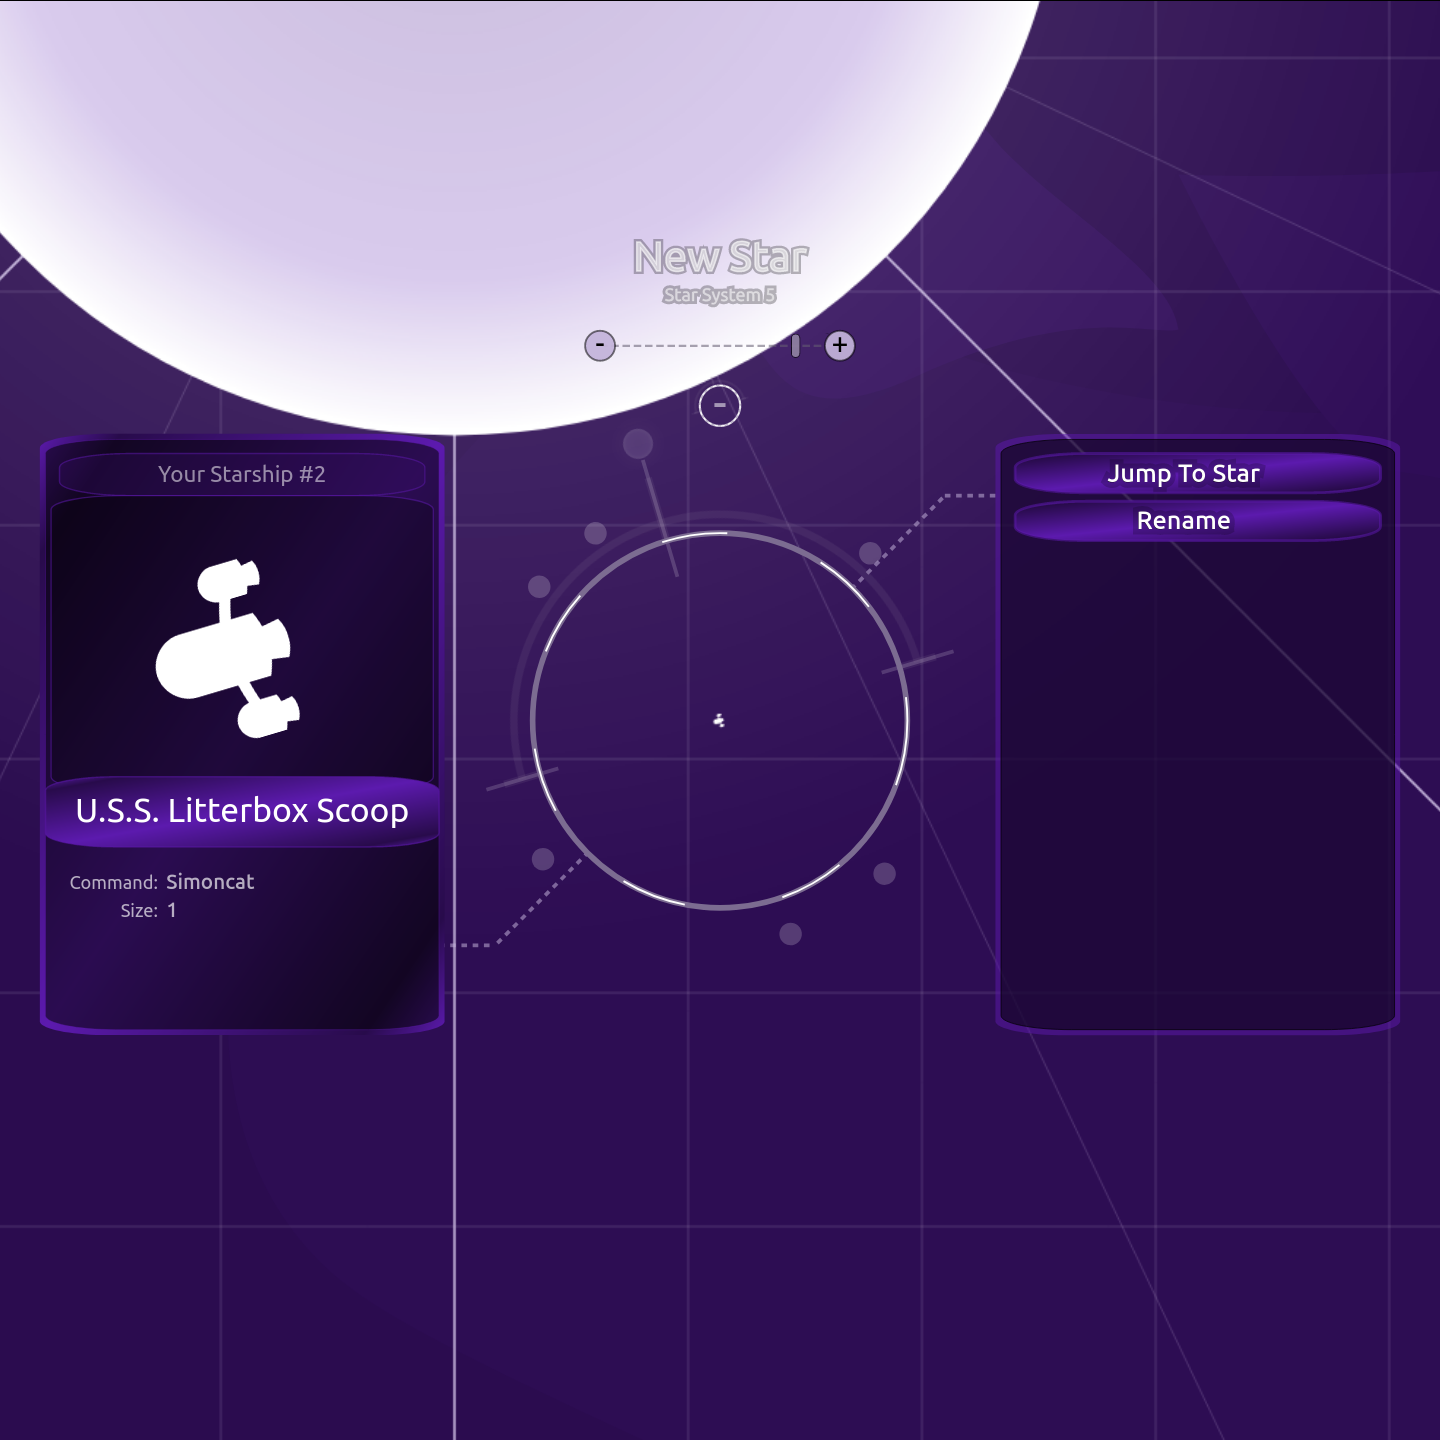 New Star
Star System 5
- +
-
Your Starship #2
U.S.S. Litterbox Scoop
Command: Simoncat
Size: 1
Jump To Star
Rename